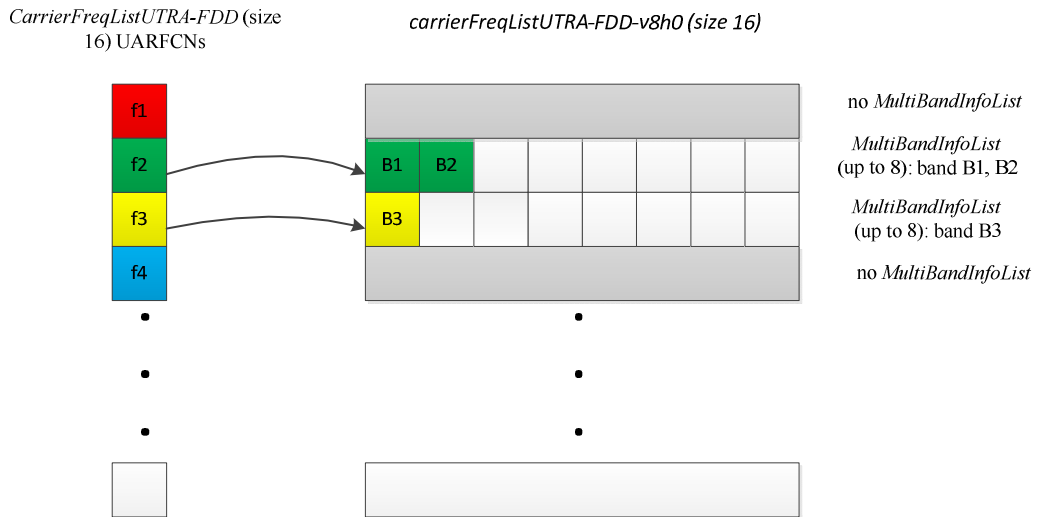 CarrierFreqListUTRA-FDD (size
16) UARFCNs
carrierFreqListUTRA-FDD-v8h0 (size 16)
f1
no MultiBandInfoList
f2
B1
B2
MultiBandInfoList
(up to 8): band B1, B2
f3
B3
MultiBandInfoList
(up to 8): band B3
f4
no MultiBandInfoList